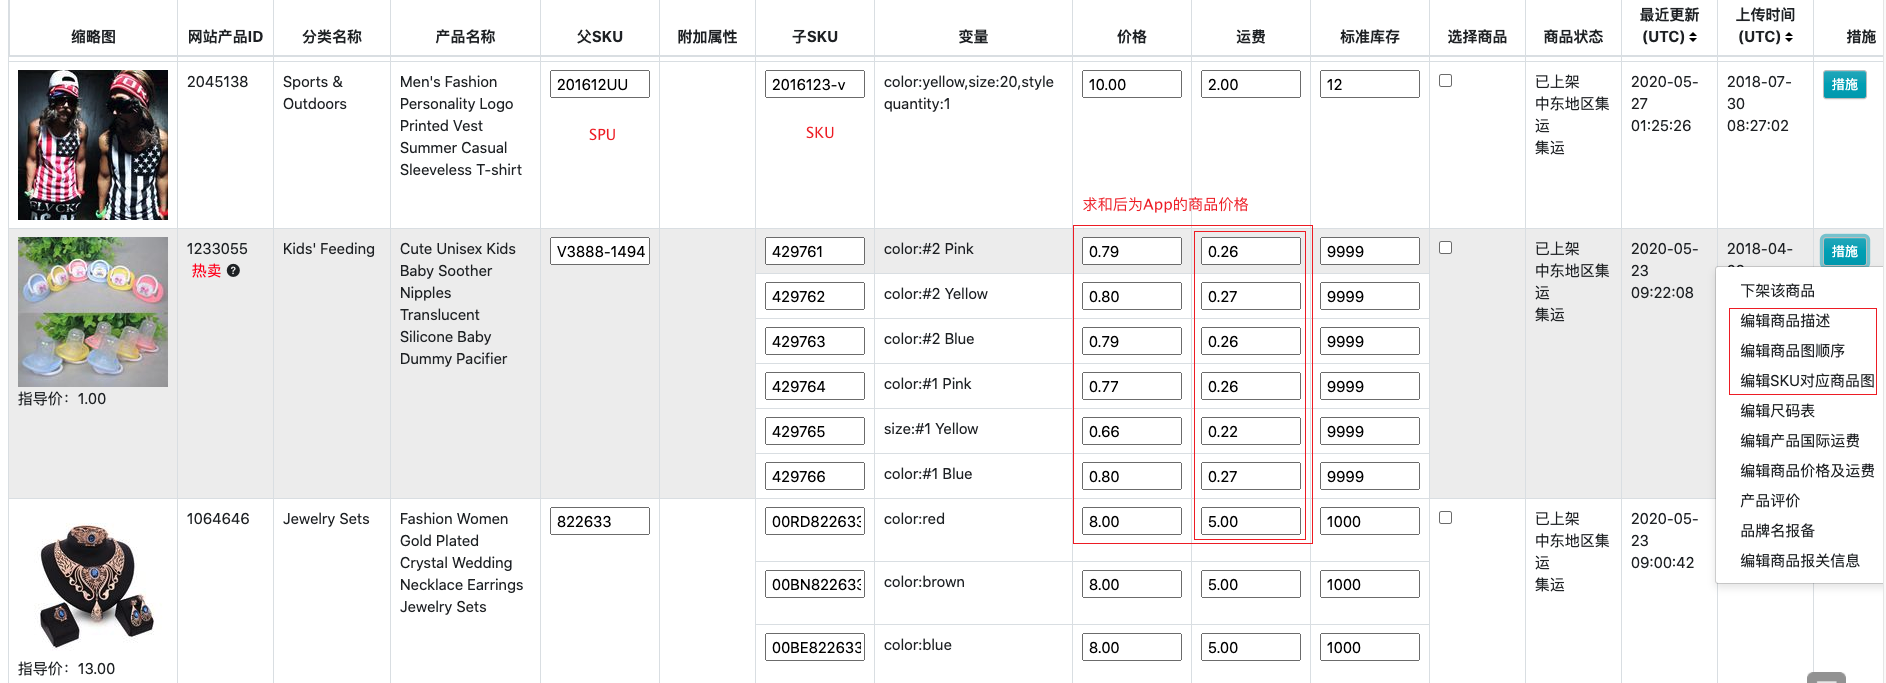 缩略图
网站产品ID
分类名称
产品名称
父SKU
附加属性
子SKU
变量
价格
运费
标准库存
选择商品
商品状态
最近更新
(UTC)
上传时间
(UTC)
措施
2045138
Sports &
Outdoors
Men's Fashion
Personality Logo
Printed Vest
Summer Casual
Sleeveless T-shirt
201612UU
SPU
2016123-v
SKU
color:yellow,size:20,style
quantity:1
10.00
2.00
12
已上架
中东地区集
运
集运
2020-05-
27
01:25:26
2018-07-
30
08:27:02
措施
求和后为App的商品价格
指导价：1.00
1233055
热卖 ?
Kids' Feeding
Cute Unisex Kids
Baby Soother
Nipples
Translucent
Silicone Baby
Dummy Pacifier
V3888-1494
429761
color:#2 Pink
0.79
0.26
9999
429762
color:#2 Yellow
0.80
0.27
9999
429763
color:#2 Blue
0.79
0.26
9999
429764
color:#1 Pink
0.77
0.26
9999
429765
size:#1 Yellow
0.66
0.22
9999
429766
color:#1 Blue
0.80
0.27
9999
已上架
中东地区集
运
集运
2020-05-
23
09:22:08
2018-04-
措施
下架该商品
编辑商品描述
编辑商品图顺序
编辑SKU对应商品图
编辑尺码表
编辑产品国际运费
编辑商品价格及运费
产品评价
品牌名报备
编辑商品报关信息
指导价：13.00
1064646
Jewelry Sets
Fashion Women
Gold Plated
Crystal Wedding
Necklace Earrings
Jewelry Sets
822633
00RD822633
color:red
8.00
5.00
1000
00BN822633
color:brown
8.00
5.00
1000
00BE822633
color:blue
8.00
5.00
1000
已上架
中东地区集
运
集运
2020-05-
23
09:00:42